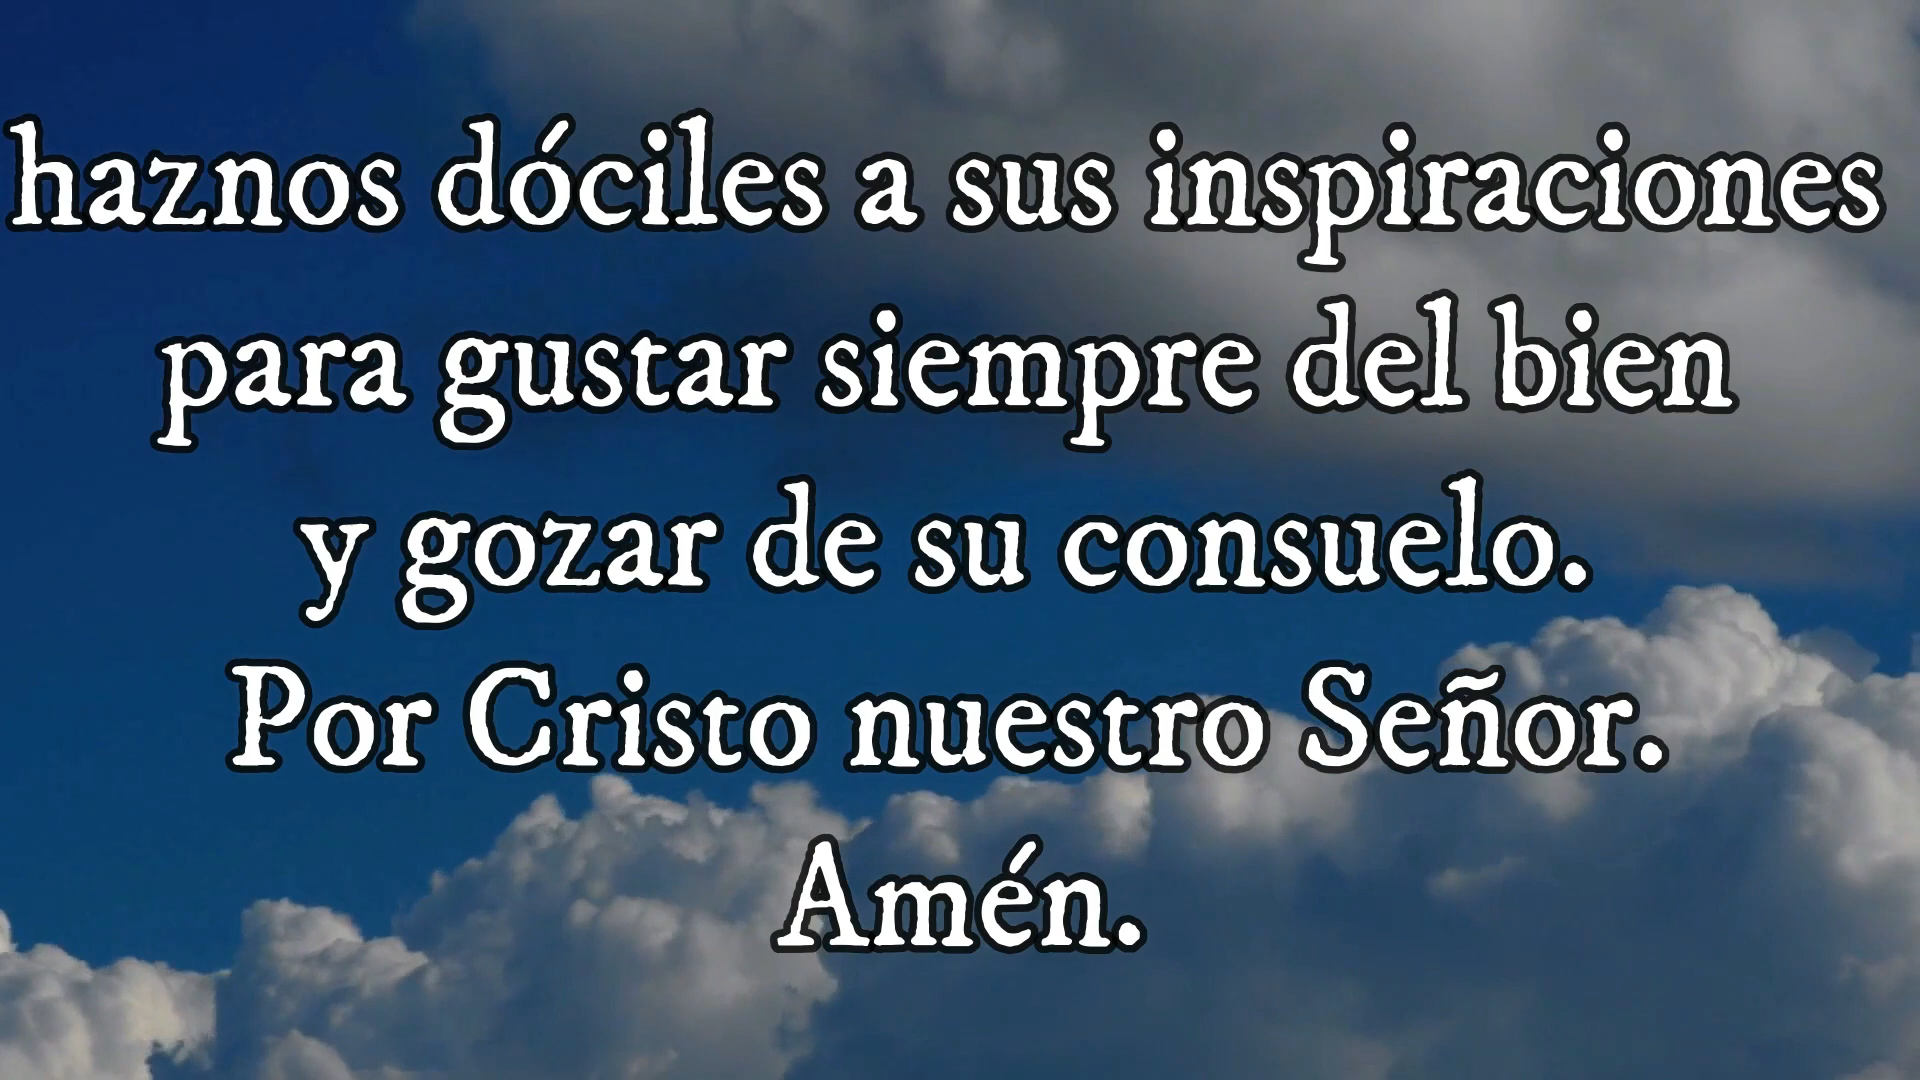 haznos dóciles a sus inspiraciones
para gustar siempre del bien
y gozar de su consuelo.
Por Cristo nuestro Señor.
Amén.